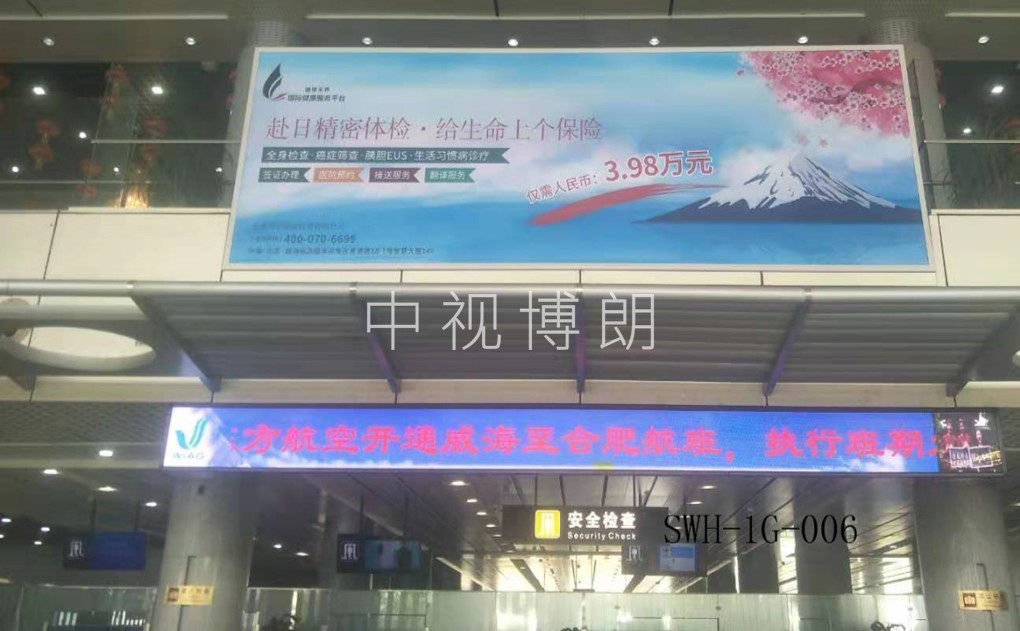 国际健康服务平台
赴日精密体检·给生命上个保险
全身检查·癌症筛查·胰胆EUS·生活习惯病诊疗
签证办理 医院预约 接送服务 翻译服务
仅需人民币：3.98万元
400-070-6699
中视博朗
方航空开通威海至合肥航班，执行班期
安全检查
Security Check
SWH-1G-006